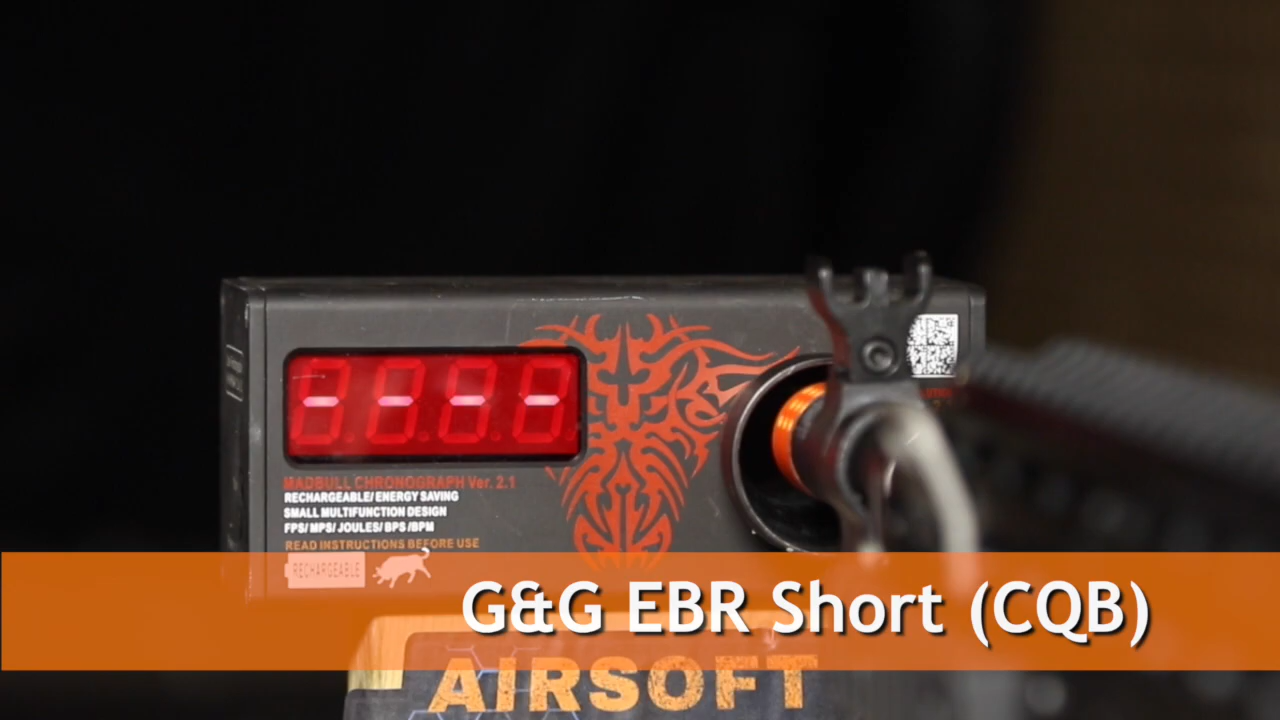 ----
MADBULL CHRONOGRAPH Ver. 2.1
RECHARGEABLE/ ENERGY SAVING
SMALL MULTIFUNCTION DESIGN
FPS/ MPS/ JOULES/ BPS /BPM
READ INSTRUCTIONS BEFORE USE
RECHARGEABLE
G&G EBR Short (CQB)
AIRSOFT